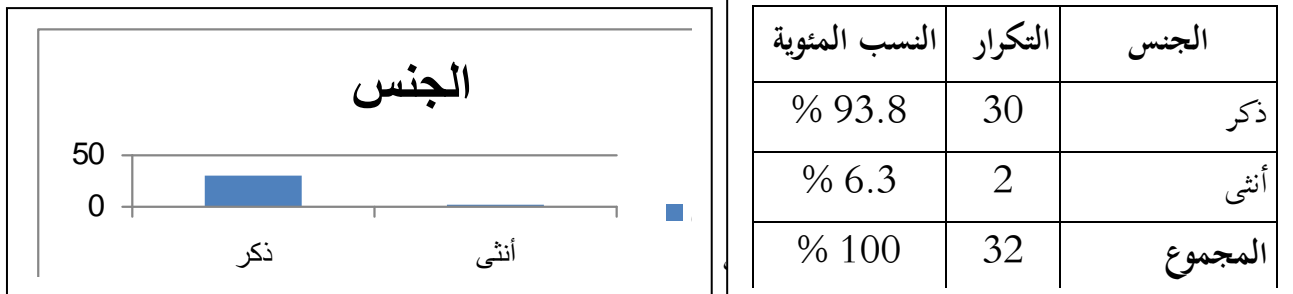 الجنس التكرار النسب المئوية
ذكر 30 93.8 %
أنثى 2 6.3 %
المجموع 32 100 %
الجنس
50
0
ذكر أنثى